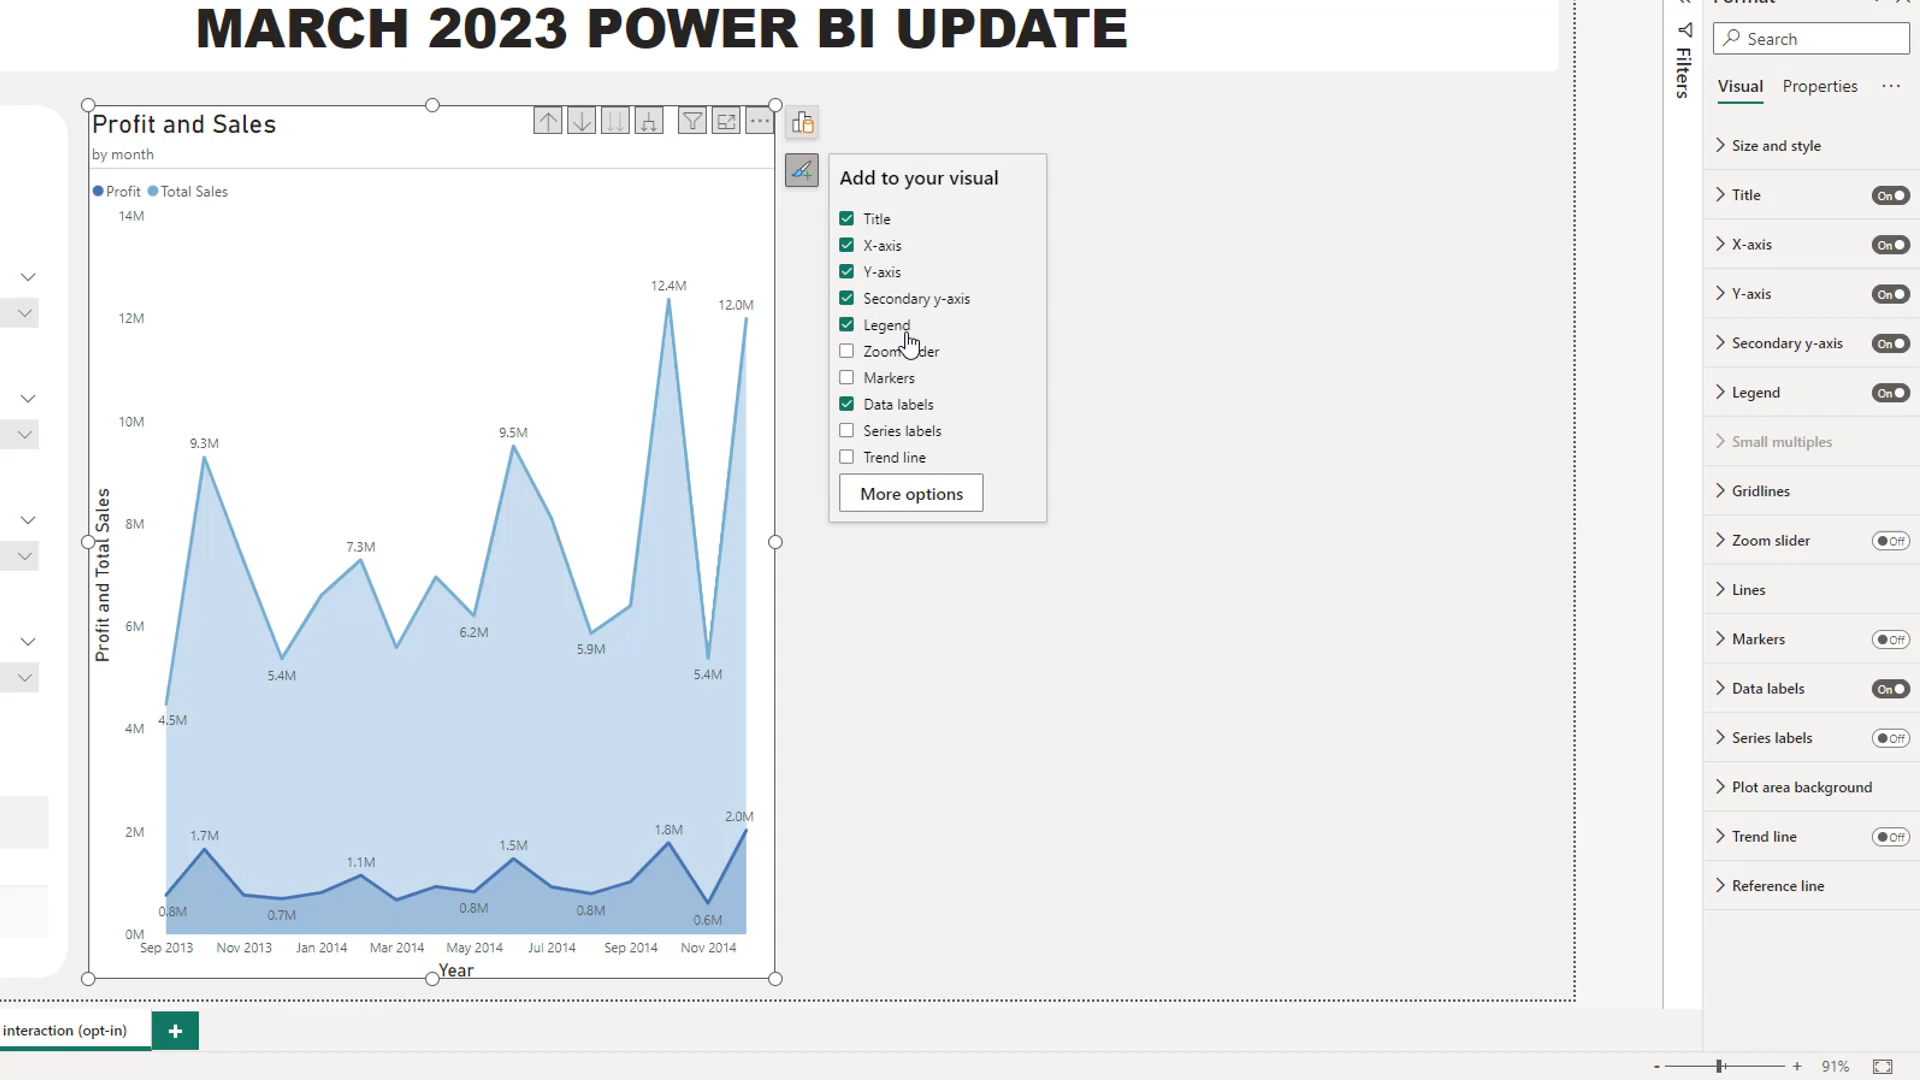 MARCH 2023 POWER BI UPDATE
Profit and Sales
by month
Profit Total Sales
14M
12M
10M
8M
6M
4M
2M
0M
Profit and Total Sales
12.4M
12.0M
9.3M
9.5M
7.3M
6.2M
5.9M
5.4M
5.4M
4.5M
2.0M
1.7M
1.8M
1.5M
1.1M
0.8M
0.7M
0.8M
0.8M
0.6M
Sep 2013 Nov 2013 Jan 2014 Mar 2014 May 2014 Jul 2014 Sep 2014 Nov 2014
Year
Add to your visual
Title
X-axis
Y-axis
Secondary y-axis
Legend
Markers
Data labels
Series labels
Trend line
More options
Filters
Search
Visual Properties
Size and style
Title On
X-axis On
Y-axis On
Secondary y-axis On
Legend On
Small multiples
Gridlines
Zoom slider Off
Lines
Markers Off
Data labels On
Series labels Off
Plot area background
Trend line Off
Reference line
interaction (opt-in)
91%